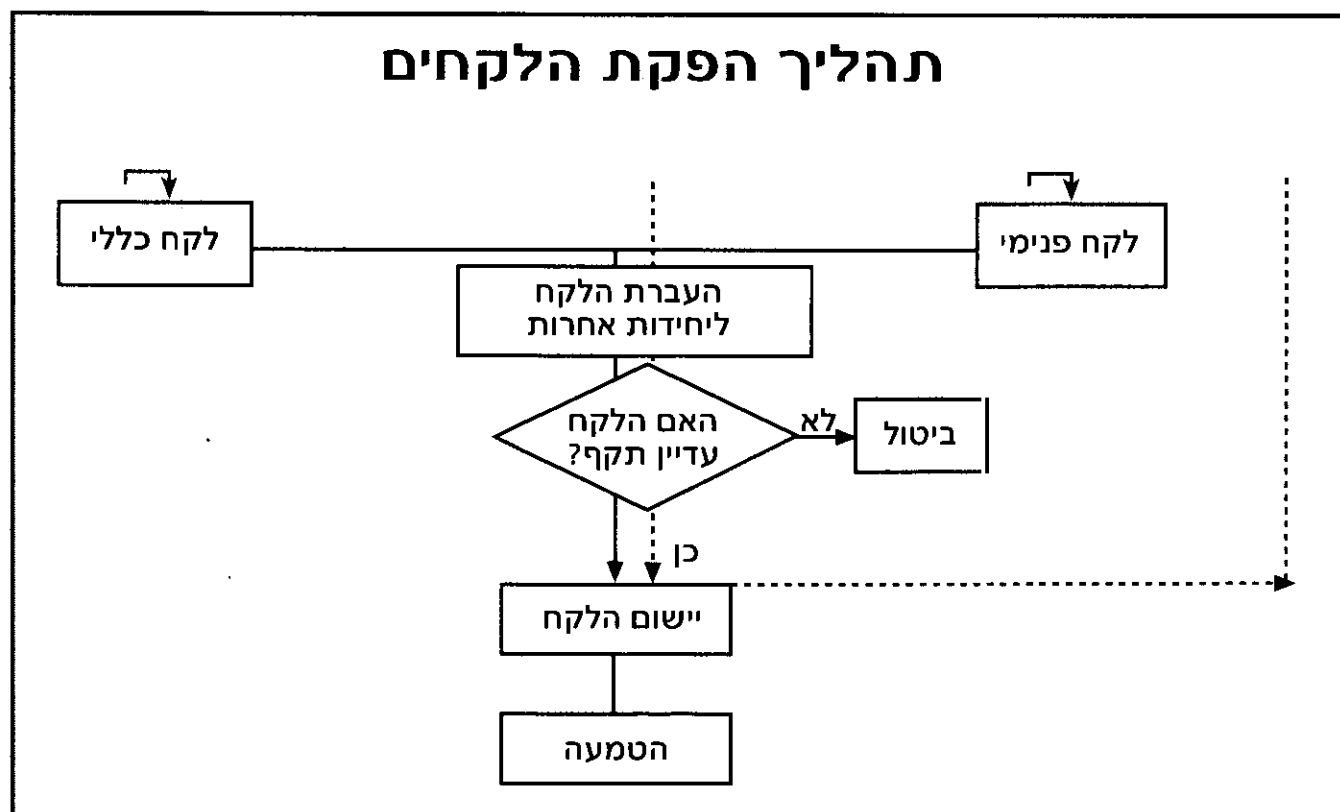 תהליך הפקת הלקחים
לקח פנימי
לקח כללי
העברת הלקח
ליחידות אחרות
האם הלקח
עדיין תקף?
לא
ביטול
כן
יישום הלקח
הטמעה